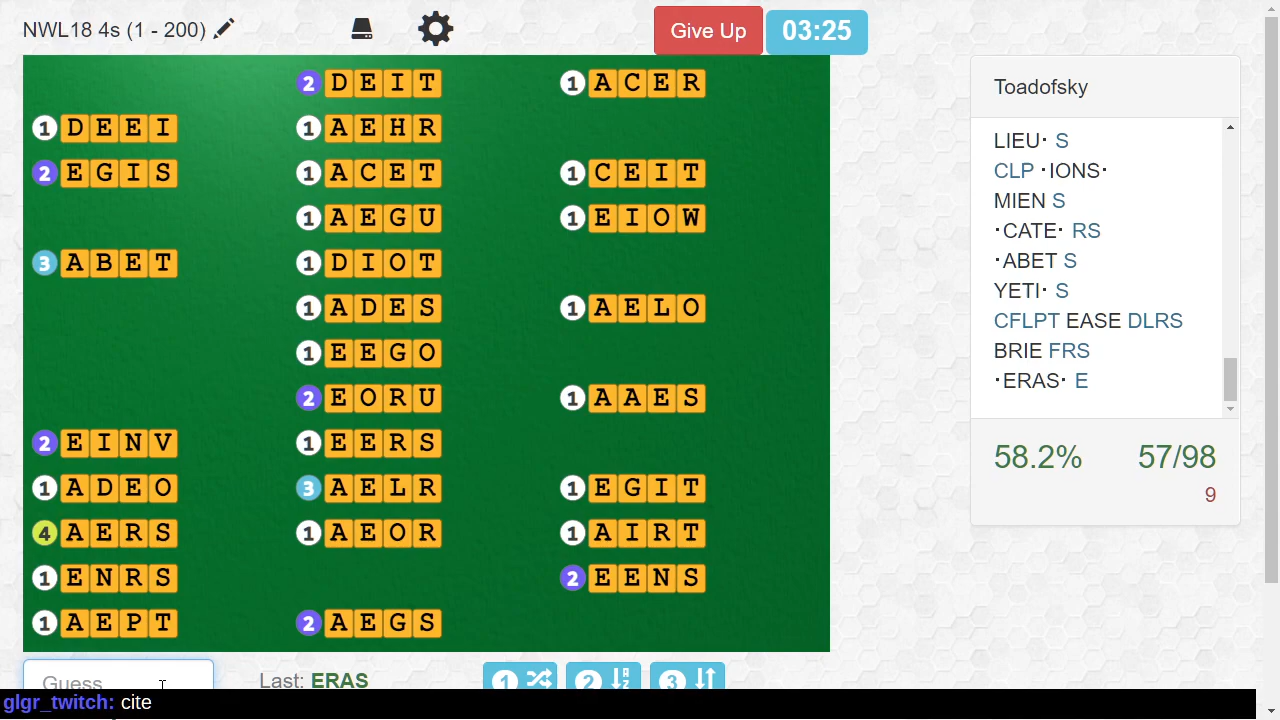 NWL18 4s (1 - 200)
Give Up
03:25
2 DEIT
1 ACER
1 DEEI
1 AEHR
2 EGIS
1 ACET
1 CEIT
1 AEGU
1 EIOW
3 ABET
1 DIOT
1 ADES
1 AELO
1 EEGO
2 EORU
1 AAES
2 EINV
1 EERS
1 ADEO
3 AELR
1 EGIT
4 AERS
1 AEOR
1 AIRT
1 ENRS
2 EENS
1 AEPT
2 AEGS
Toadofsky
LIEU· S
CLP ·IONS·
MIEN S
·CATE· RS
·ABET S
YETI· S
CFLPT EASE DLRS
BRIE FRS
·ERAS· E
58.2% 57/98
9
Guess
Last: ERAS
1
2 A Z
3
glgr_twitch: cite